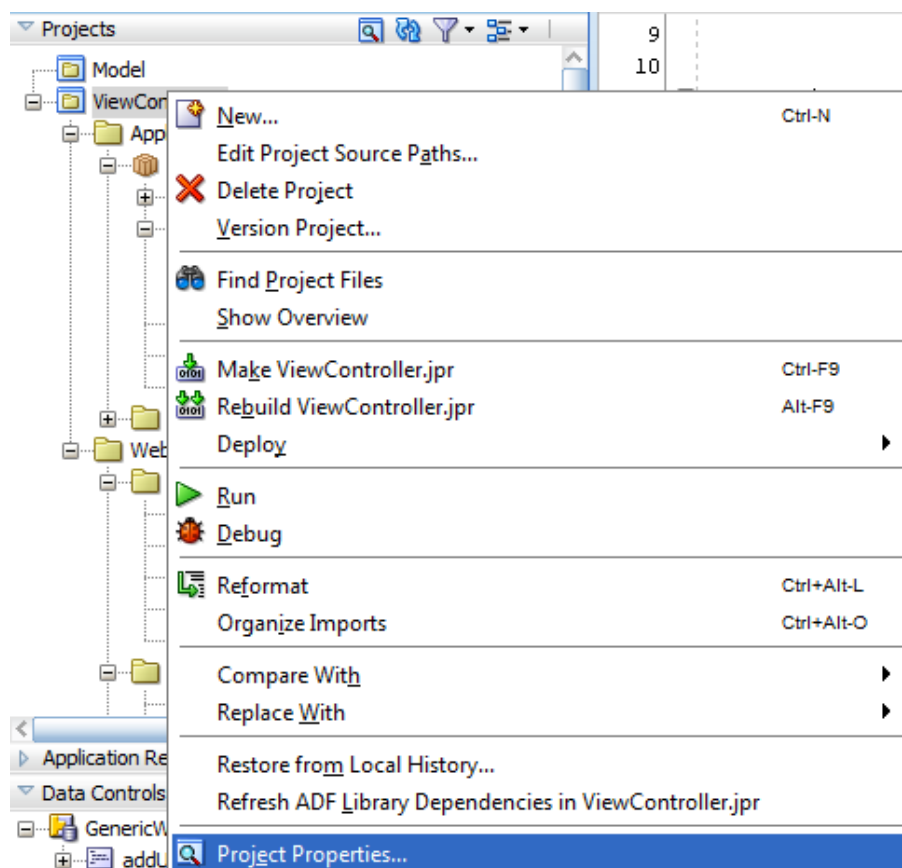 Projects
9
10
Model
ViewCon
New... Ctrl-N
App
Edit Project Source Paths...
Delete Project
Version Project...
Find Project Files
Show Overview
Make ViewController.jpr Ctrl-F9
Rebuild ViewController.jpr Alt-F9
Deploy
Web
Run
Debug
Reformat Ctrl+Alt-L
Organize Imports Ctrl+Alt-O
Compare With
Replace With
Application Re
Restore from Local History...
Data Controls
Refresh ADF Library Dependencies in ViewController.jpr
GenericW
addU
Project Properties...